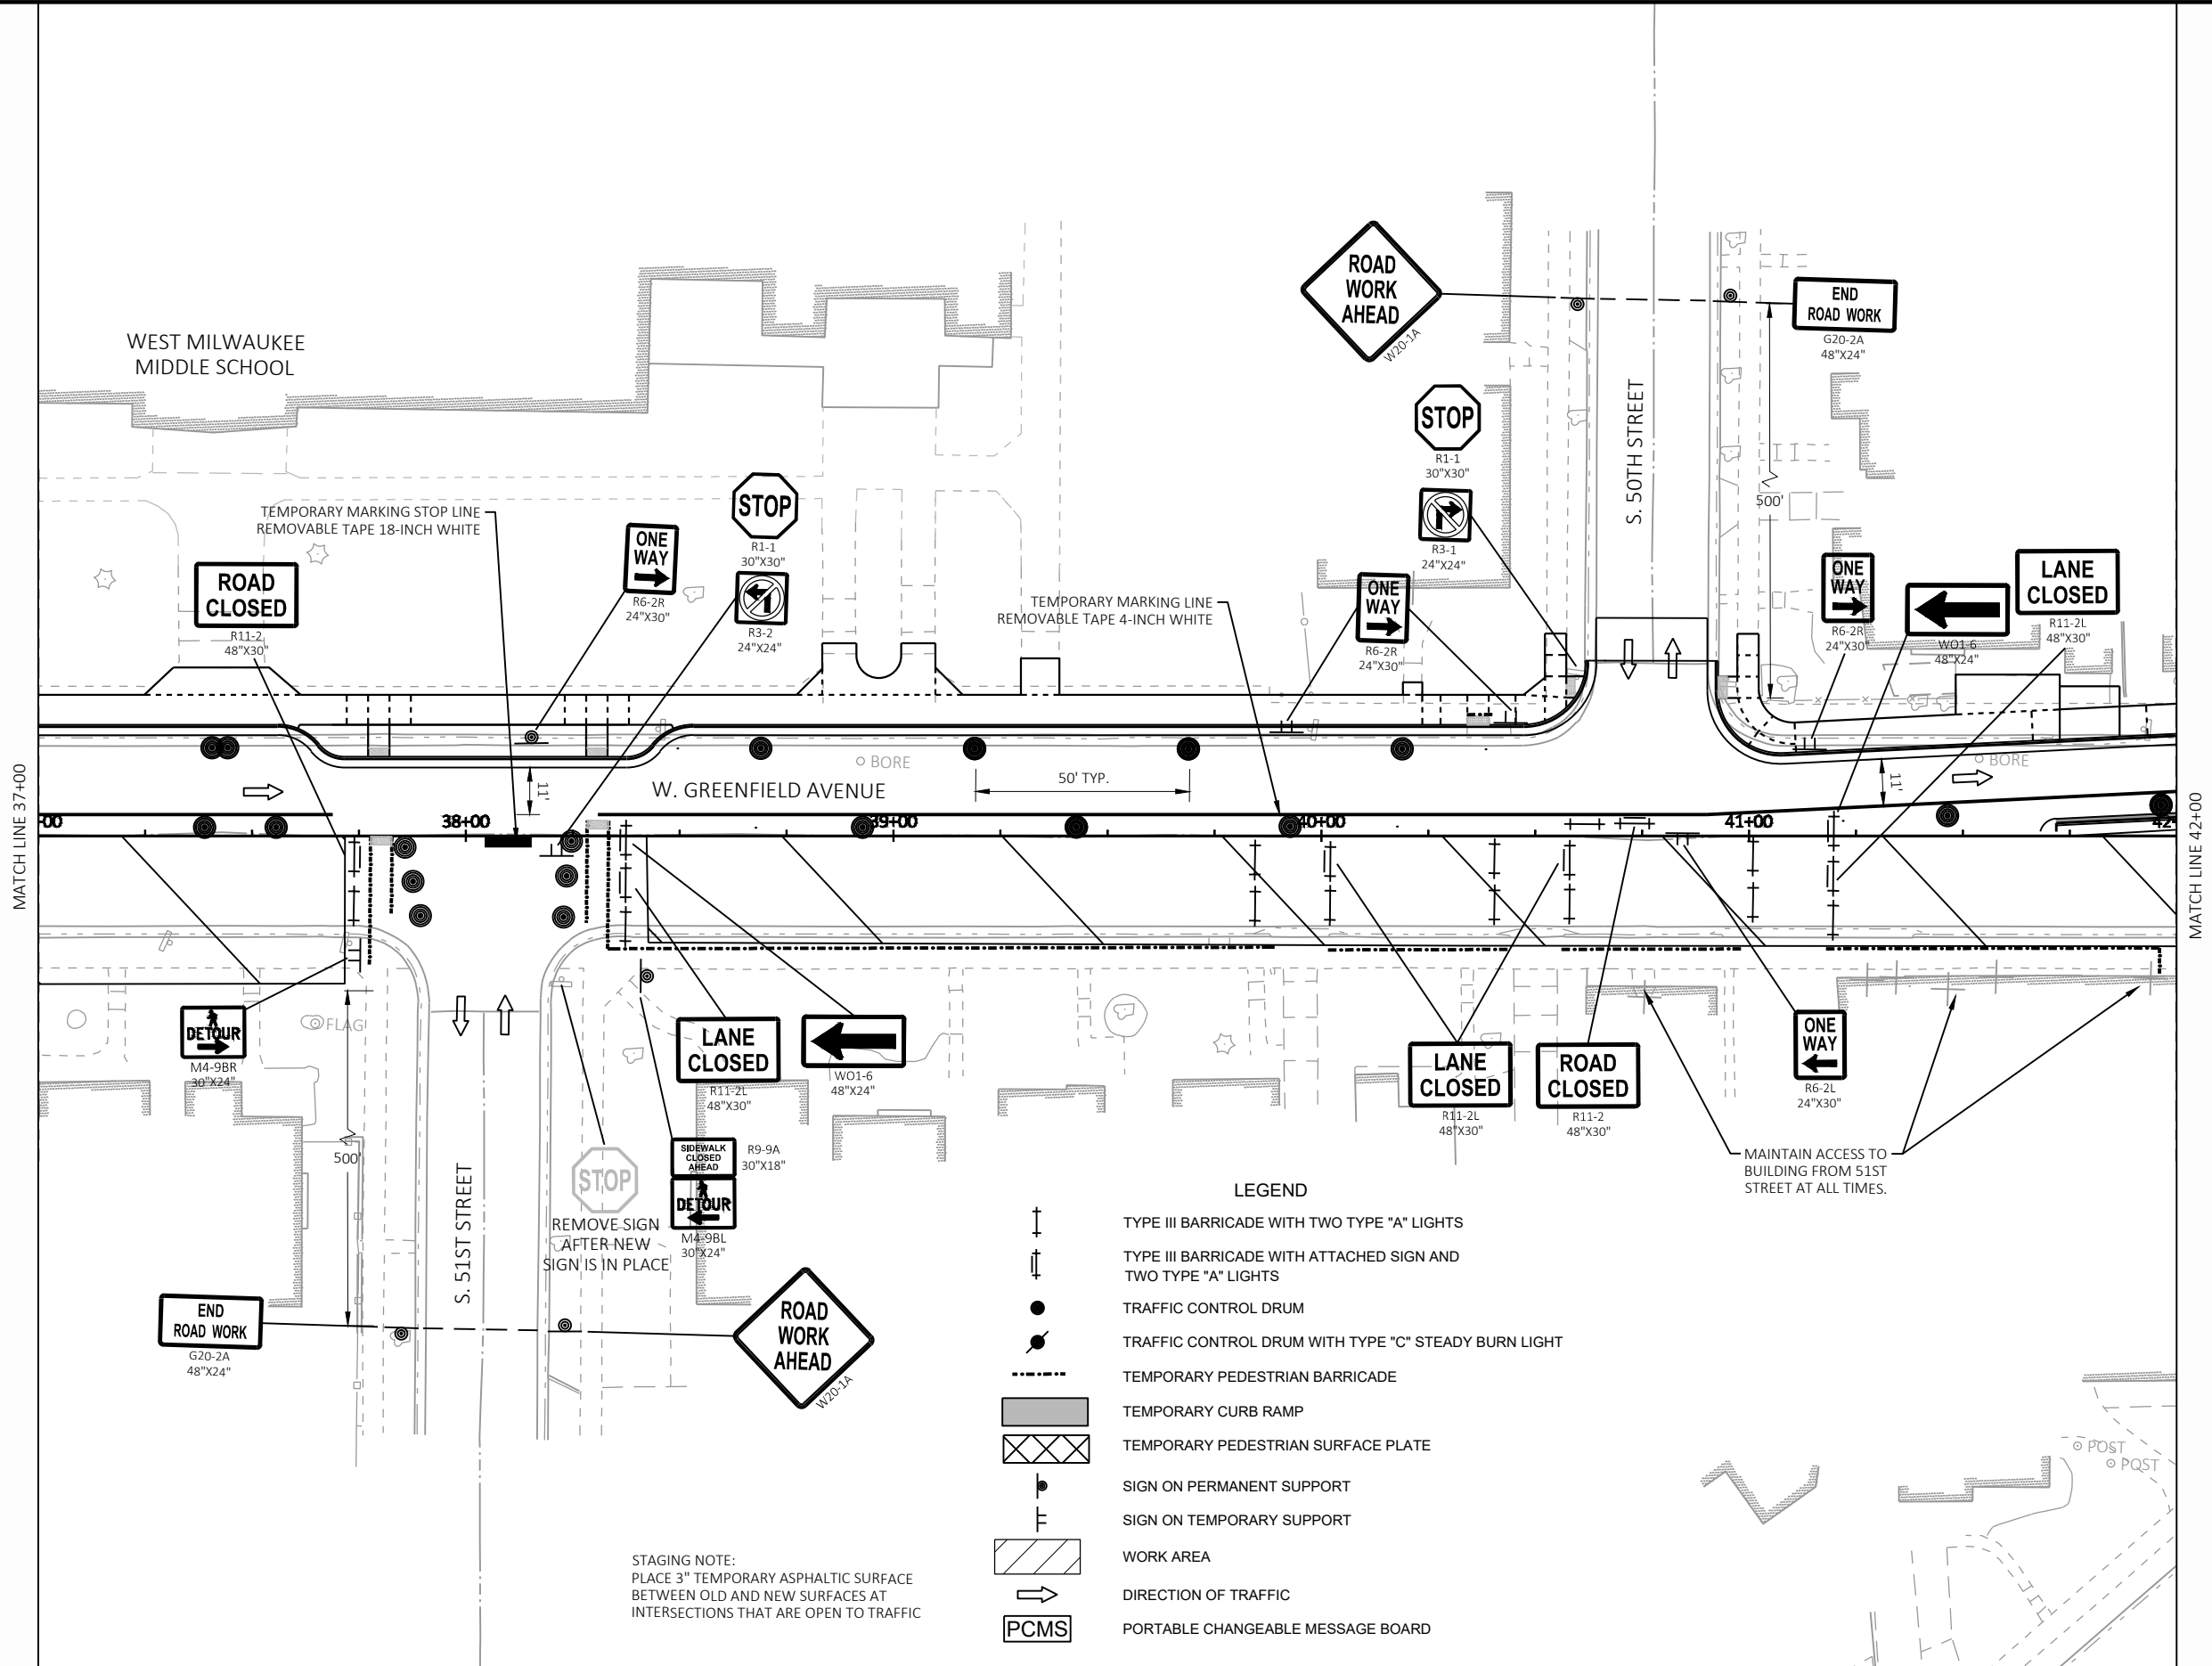 ROAD
WORK
AHEAD
W20-1A
END
ROAD WORK
G20-2A
48"X24"
WEST MILWAUKEE
MIDDLE SCHOOL
S. 50TH STREET
STOP
R1-1
30"X30"
R3-1
24"X24"
500'
TEMPORARY MARKING STOP LINE
REMOVABLE TAPE 18-INCH WHITE
ONE
WAY
R6-2R
24"X30"
STOP
R1-1
30"X30"
R3-2
24"X24"
ROAD
CLOSED
R11-2
48"X30"
TEMPORARY MARKING LINE
REMOVABLE TAPE 4-INCH WHITE
ONE
WAY
R6-2R
24"X30"
ONE
WAY
R6-2R
24"X30"
WO1-6
48"X24"
LANE
CLOSED
R11-2L
48"X30"
MATCH LINE 37+00
MATCH LINE 42+00
BORE
BORE
11'
11'
W. GREENFIELD AVENUE
50' TYP.
00
38+00
39+00
40+00
41+00
42
FLAG
DETOUR
M4-9BR
30"X24"
LANE
CLOSED
R11-2L
48"X30"
WO1-6
48"X24"
LANE
CLOSED
R11-2L
48"X30"
ROAD
CLOSED
R11-2
48"X30"
ONE
WAY
R6-2L
24"X30"
500'
S. 51ST STREET
STOP
REMOVE SIGN
AFTER NEW
SIGN IS IN PLACE
SIDEWALK
CLOSED
AHEAD
R9-9A
30"X18"
DETOUR
M4-9BL
30"X24"
MAINTAIN ACCESS TO
BUILDING FROM 51ST
STREET AT ALL TIMES.
END
ROAD WORK
G20-2A
48"X24"
ROAD
WORK
AHEAD
W20-1A
LEGEND
TYPE III BARRICADE WITH TWO TYPE "A" LIGHTS
TYPE III BARRICADE WITH ATTACHED SIGN AND
TWO TYPE "A" LIGHTS
TRAFFIC CONTROL DRUM
TRAFFIC CONTROL DRUM WITH TYPE "C" STEADY BURN LIGHT
TEMPORARY PEDESTRIAN BARRICADE
TEMPORARY CURB RAMP
TEMPORARY PEDESTRIAN SURFACE PLATE
SIGN ON PERMANENT SUPPORT
SIGN ON TEMPORARY SUPPORT
WORK AREA
DIRECTION OF TRAFFIC
PCMS PORTABLE CHANGEABLE MESSAGE BOARD
POST
POST
STAGING NOTE:
PLACE 3" TEMPORARY ASPHALTIC SURFACE
BETWEEN OLD AND NEW SURFACES AT
INTERSECTIONS THAT ARE OPEN TO TRAFFIC